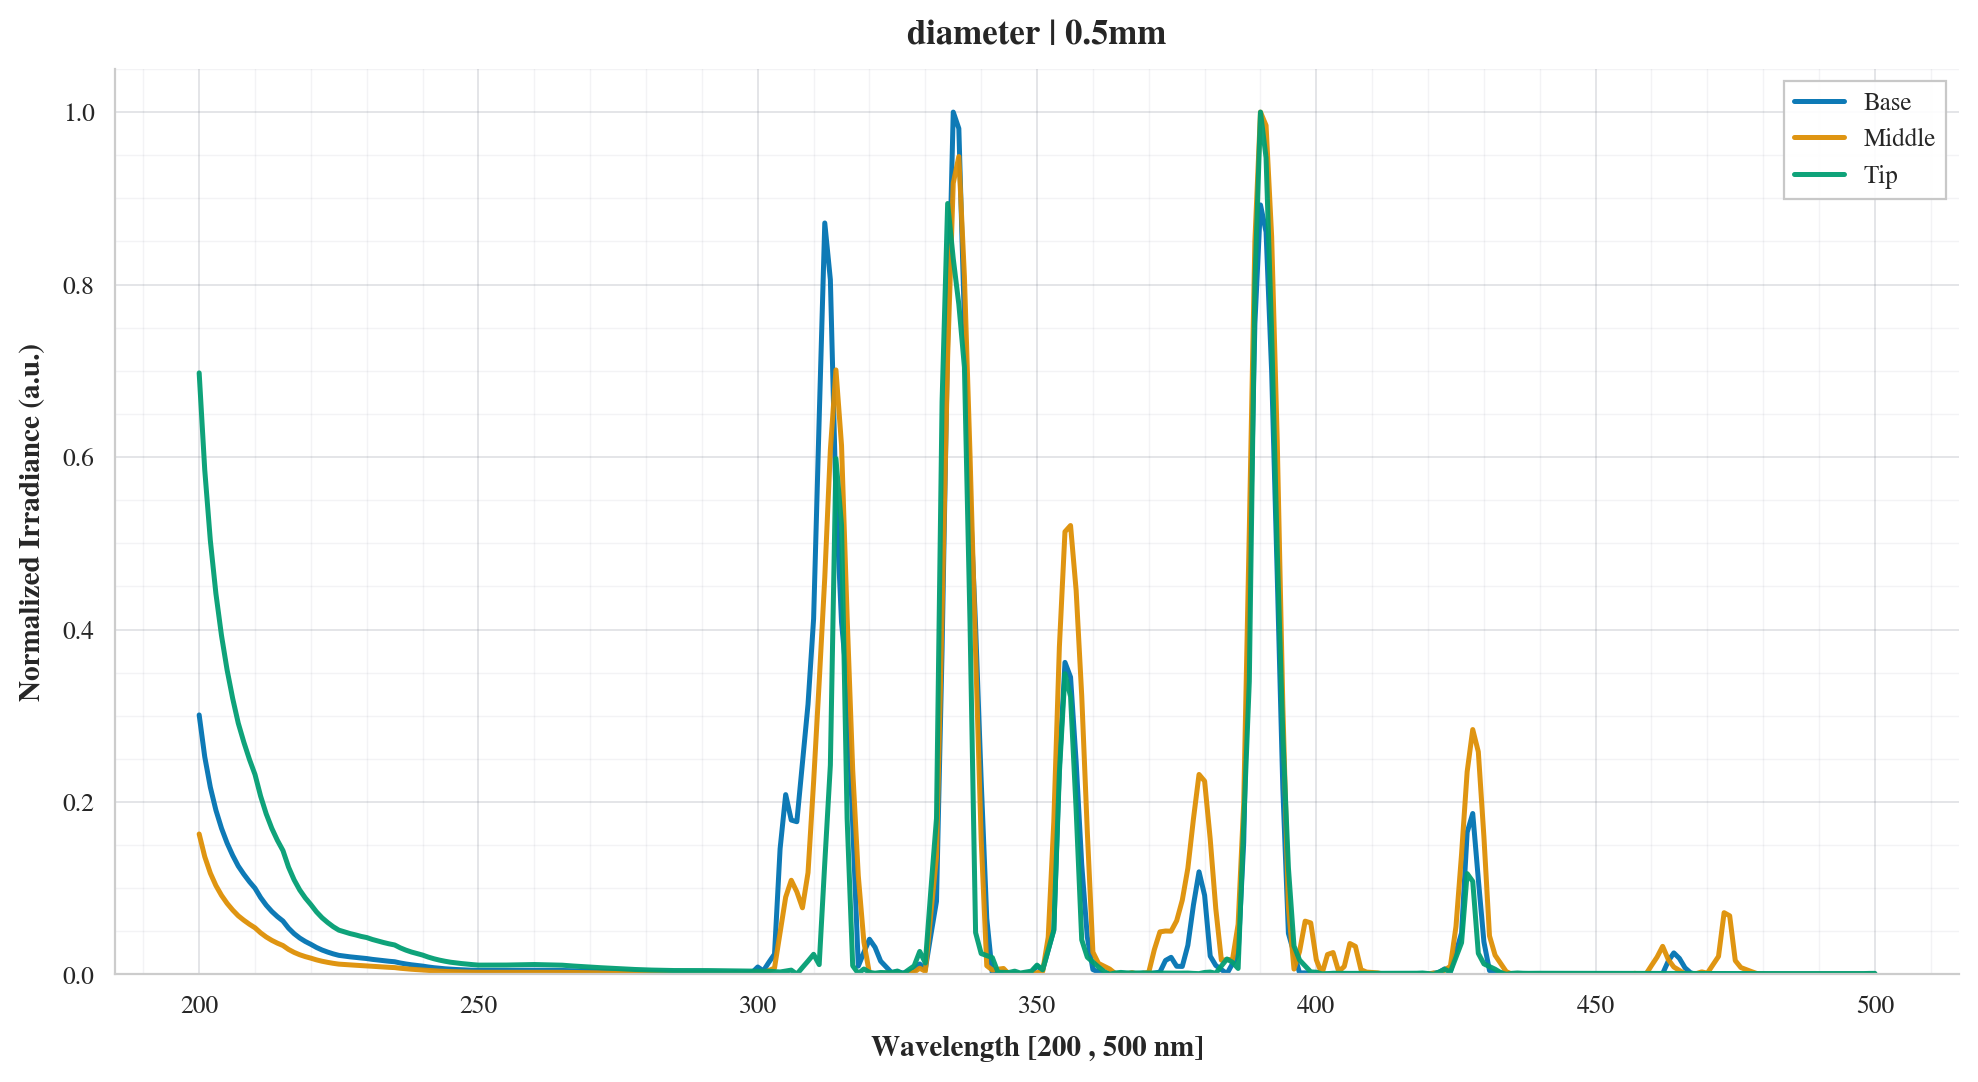 diameter | 0.5mm
Base
Middle
Tip
Normalized Irradiance (a.u.)
1.0
0.8
0.6
0.4
0.2
0.0
200
250
300
350
400
450
500
Wavelength [200 , 500 nm]